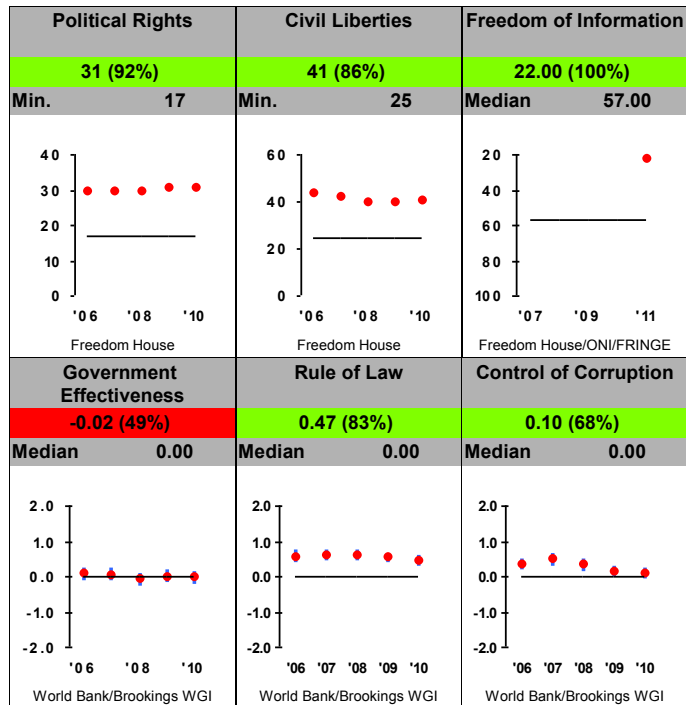 Political Rights
31 (92%)
Min. 17
40
30
20
10
0
'06 '08 '10
Freedom House
Civil Liberties
41 (86%)
Min. 25
60
40
20
0
'06 '08 '10
Freedom House
Freedom of Information
22.00 (100%)
Median 57.00
20
40
60
80
100
'07 '09 '11
Freedom House/ONI/FRINGE
Government
Effectiveness
-0.02 (49%)
Median 0.00
2.0
1.0
0.0
-1.0
-2.0
'06 '08 '10
World Bank/Brookings WGI
Rule of Law
0.47 (83%)
Median 0.00
2.0
1.0
0.0
-1.0
-2.0
'06 '07 '08 '09 '10
World Bank/Brookings WGI
Control of Corruption
0.10 (68%)
Median 0.00
2.0
1.0
0.0
-1.0
-2.0
'06 '07 '08 '09 '10
World Bank/Brookings WGI